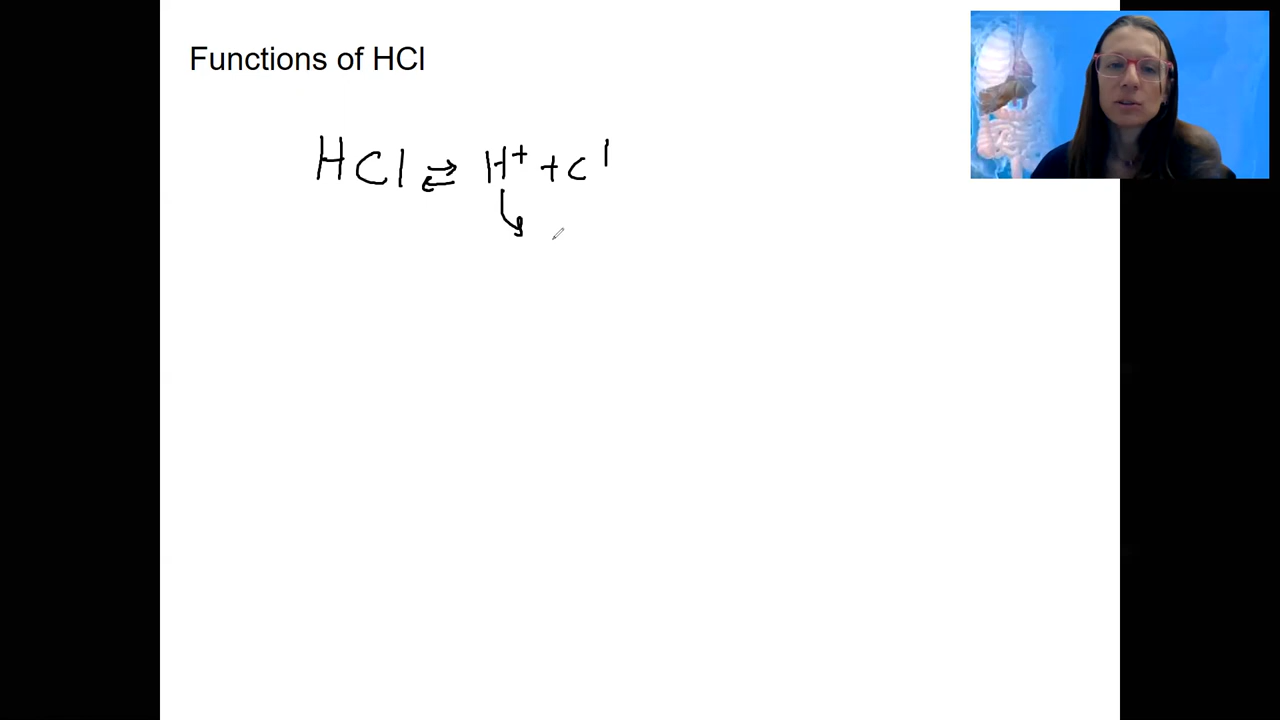 Functions of HCl
HCl ⇄ H+ + Cl